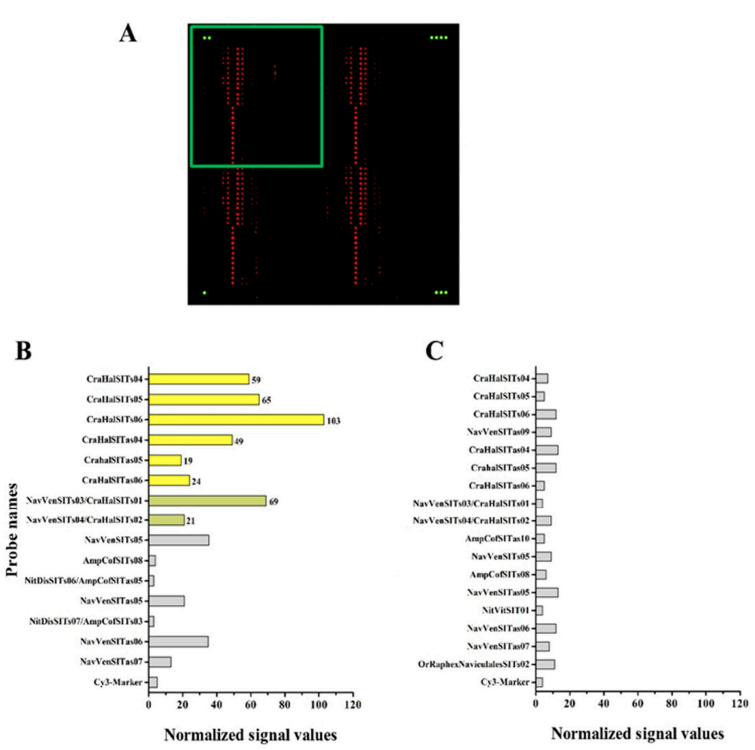 A
B
CraHalSITs04
59
CraHalSITs05
65
CraHalSITs06
103
CraHalSITas04
49
CrahalSITas05
19
CraHalSITas06
24
NavVenSITs03/CraHalSITs01
69
NavVenSITs04/CraHalSITs02
21
NavVenSITs05
AmpCofSITs08
NitDisSITs06/AmpCofSITas05
NavVenSITas05
NitDisSITs07/AmpCofSITs03
NavVenSITas06
NavVenSITas07
Cy3-Marker
Probe names
0 20 40 60 80 100 120
Normalized signal values
C
CraHalSITs04
CraHalSITs05
CraHalSITs06
NavVenSITas09
CraHalSITas04
CrahalSITas05
CraHalSITas06
NavVenSITs03/CraHalSITs01
NavVenSITs04/CraHalSITs02
AmpCofSITas10
NavVenSITs05
AmpCofSITs08
NavVenSITas05
NitVitSIT01
NavVenSITas06
NavVenSITas07
OrRaphexNaviculalesSITs02
Cy3-Marker
0 20 40 60 80 100 120
Normalized signal values